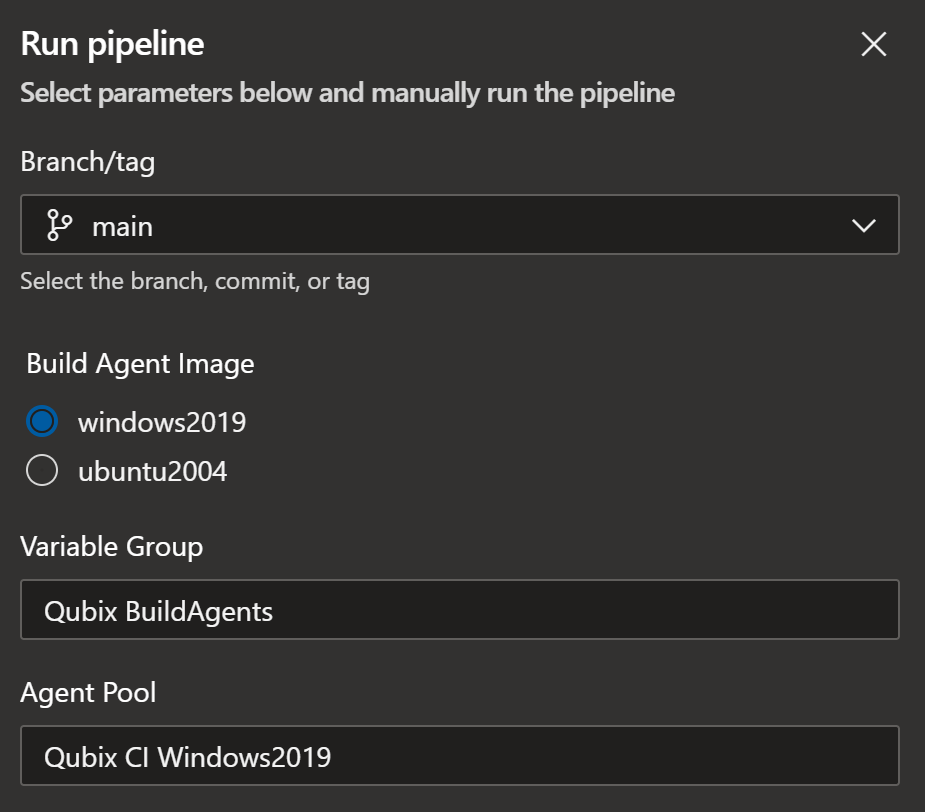 Run pipeline
Select parameters below and manually run the pipeline
Branch/tag
main
Select the branch, commit, or tag
Build Agent Image
windows2019
ubuntu2004
Variable Group
Qubix BuildAgents
Agent Pool
Qubix CI Windows2019